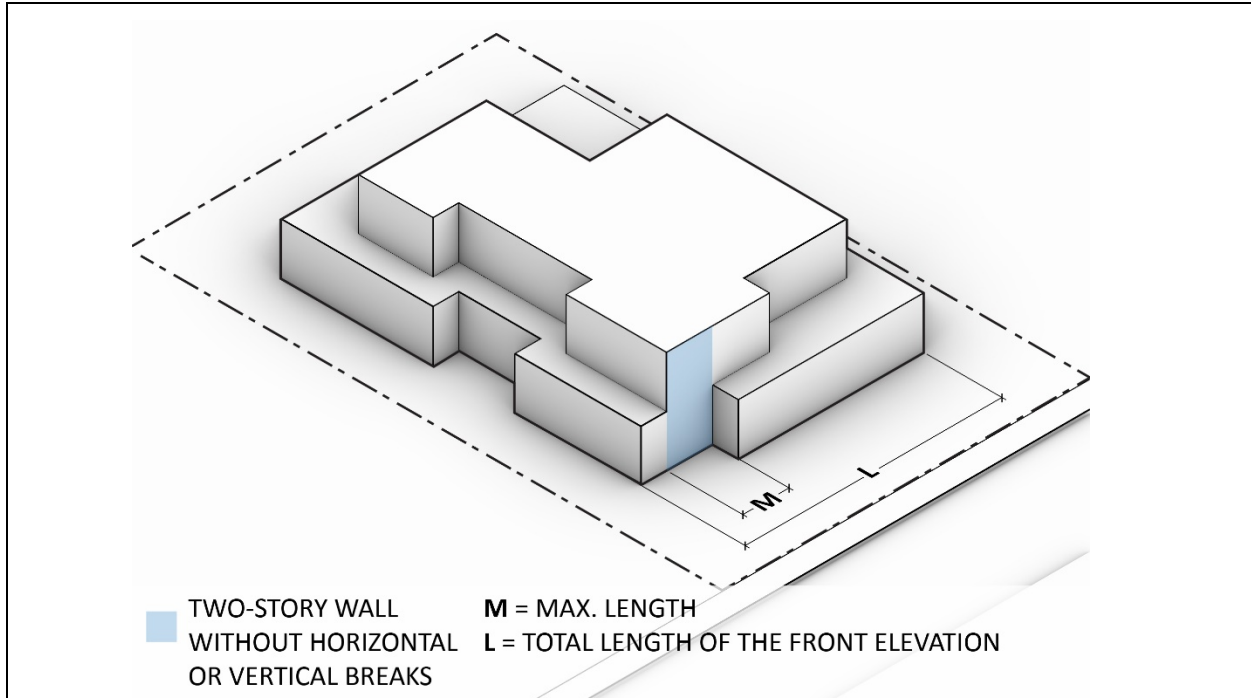 L
M
TWO-STORY WALL
WITHOUT HORIZONTAL
OR VERTICAL BREAKS
M = MAX. LENGTH
L = TOTAL LENGTH OF THE FRONT ELEVATION